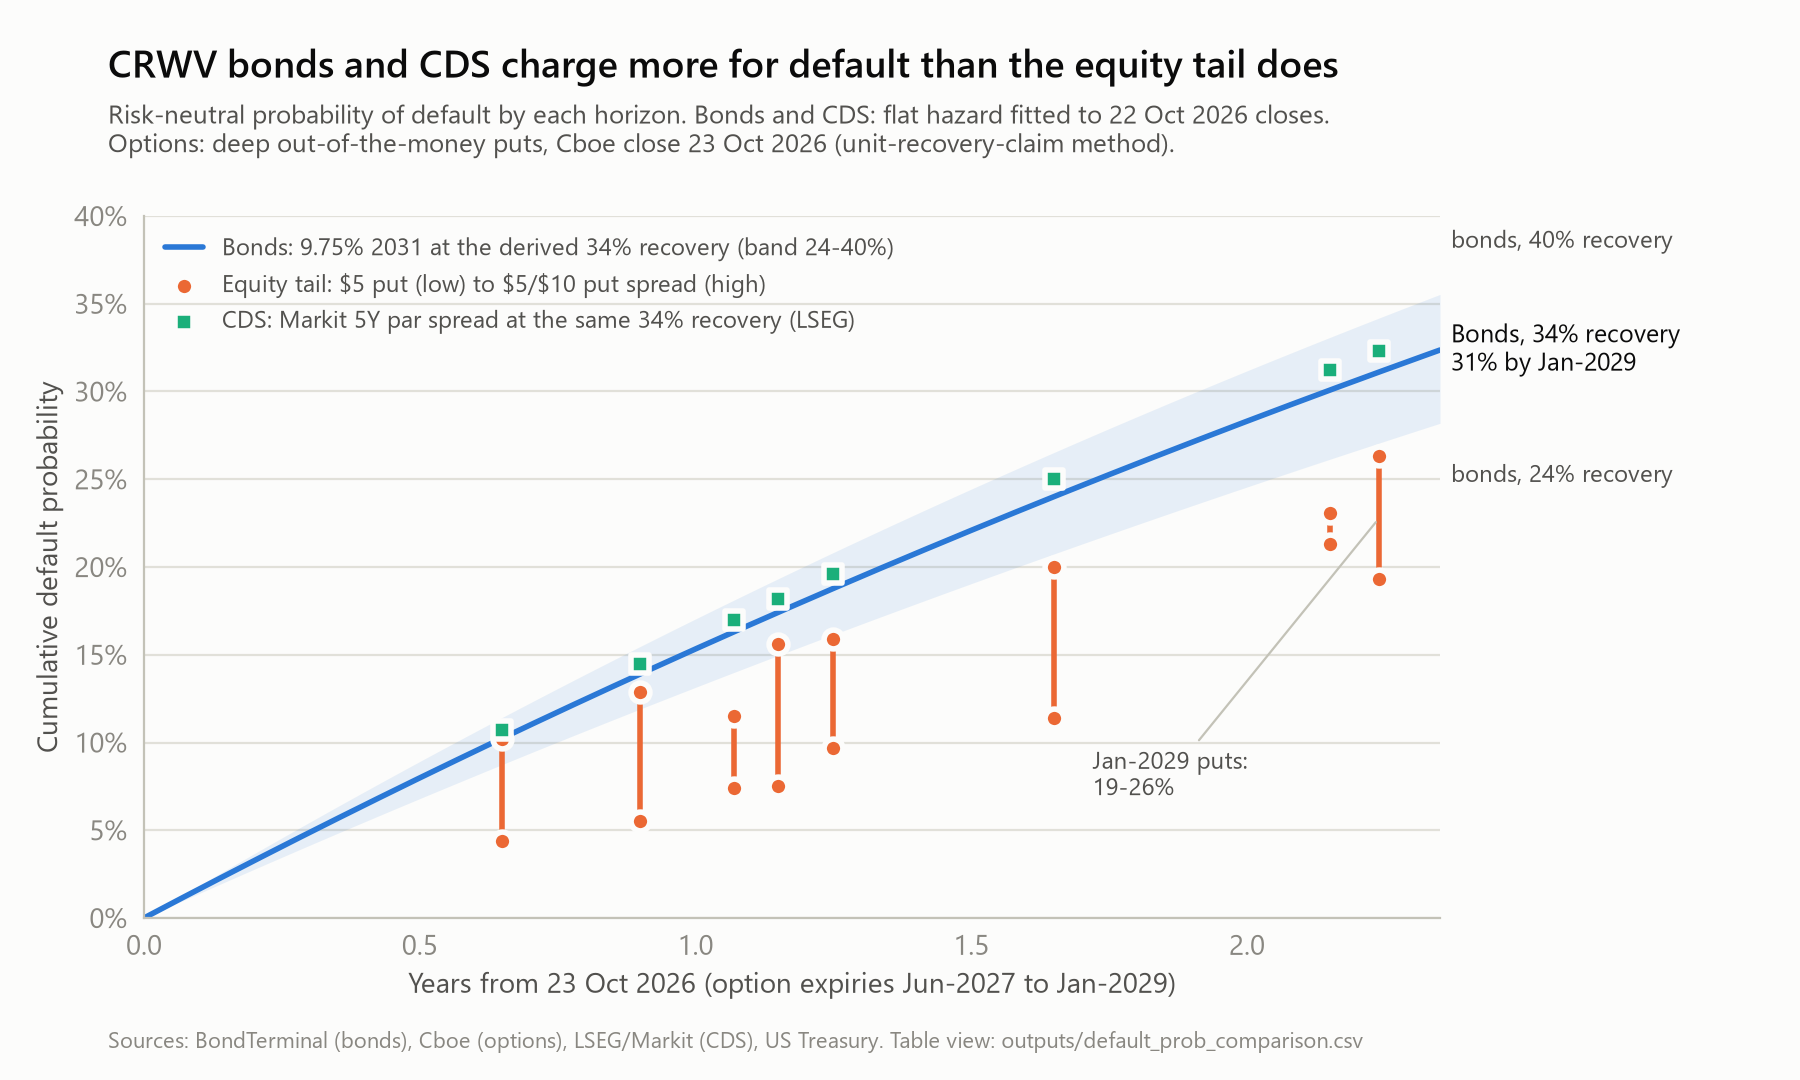 CRWV bonds and CDS charge more for default than the equity tail does
Risk-neutral probability of default by each horizon. Bonds and CDS: flat hazard fitted to 22 Oct 2026 closes.
Options: deep out-of-the-money puts, Cboe close 23 Oct 2026 (unit-recovery-claim method).
40%
35%
30%
25%
20%
15%
10%
5%
0%
Cumulative default probability
Bonds: 9.75% 2031 at the derived 34% recovery (band 24-40%)
Equity tail: $5 put (low) to $5/$10 put spread (high)
CDS: Markit 5Y par spread at the same 34% recovery (LSEG)
bonds, 40% recovery
Bonds, 34% recovery
31% by Jan-2029
bonds, 24% recovery
Jan-2029 puts:
19-26%
0.0
0.5
1.0
1.5
2.0
Years from 23 Oct 2026 (option expiries Jun-2027 to Jan-2029)
Sources: BondTerminal (bonds), Cboe (options), LSEG/Markit (CDS), US Treasury. Table view: outputs/default_prob_comparison.csv